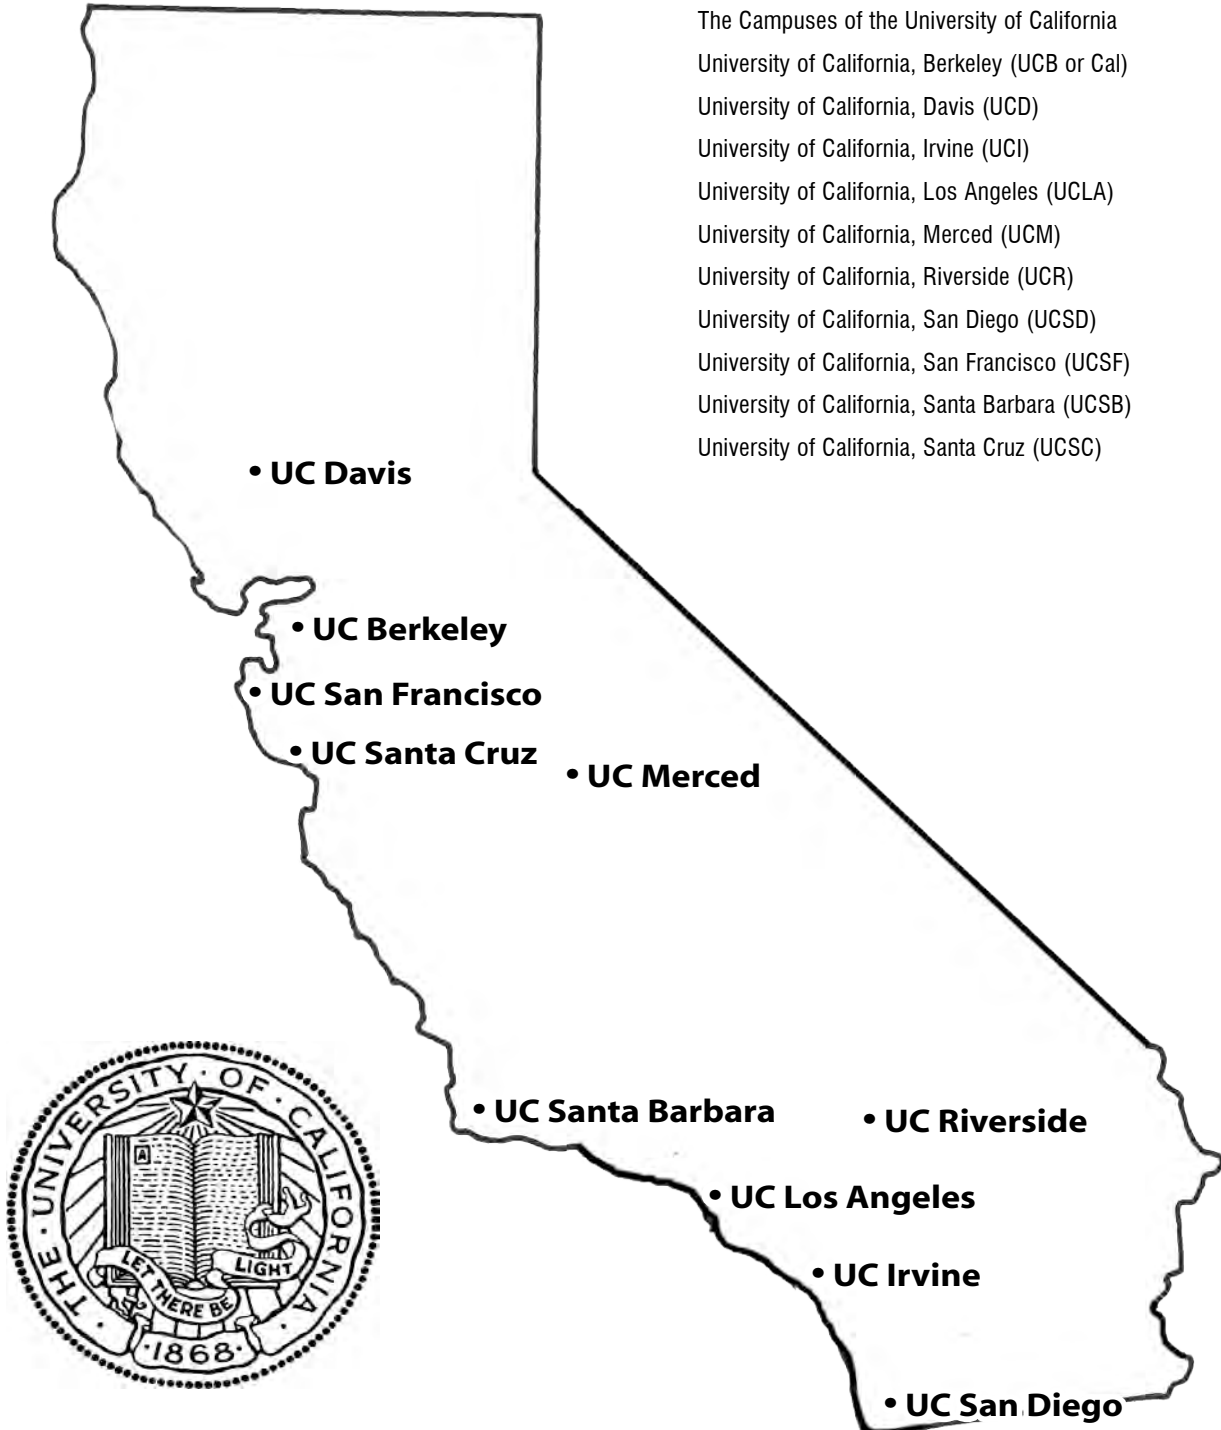 The Campuses of the University of California
University of California, Berkeley (UCB or Cal)
University of California, Davis (UCD)
University of California, Irvine (UCI)
University of California, Los Angeles (UCLA)
University of California, Merced (UCM)
University of California, Riverside (UCR)
University of California, San Diego (UCSD)
University of California, San Francisco (UCSF)
University of California, Santa Barbara (UCSB)
University of California, Santa Cruz (UCSC)
• UC Davis
• UC Berkeley
• UC San Francisco
• UC Santa Cruz
• UC Merced
• UC Santa Barbara
• UC Riverside
• UC Los Angeles
• UC Irvine
• UC San Diego
· THE · UNIVERSITY · OF · CALIFORNIA ·
A
LET THERE BE LIGHT
·1868·